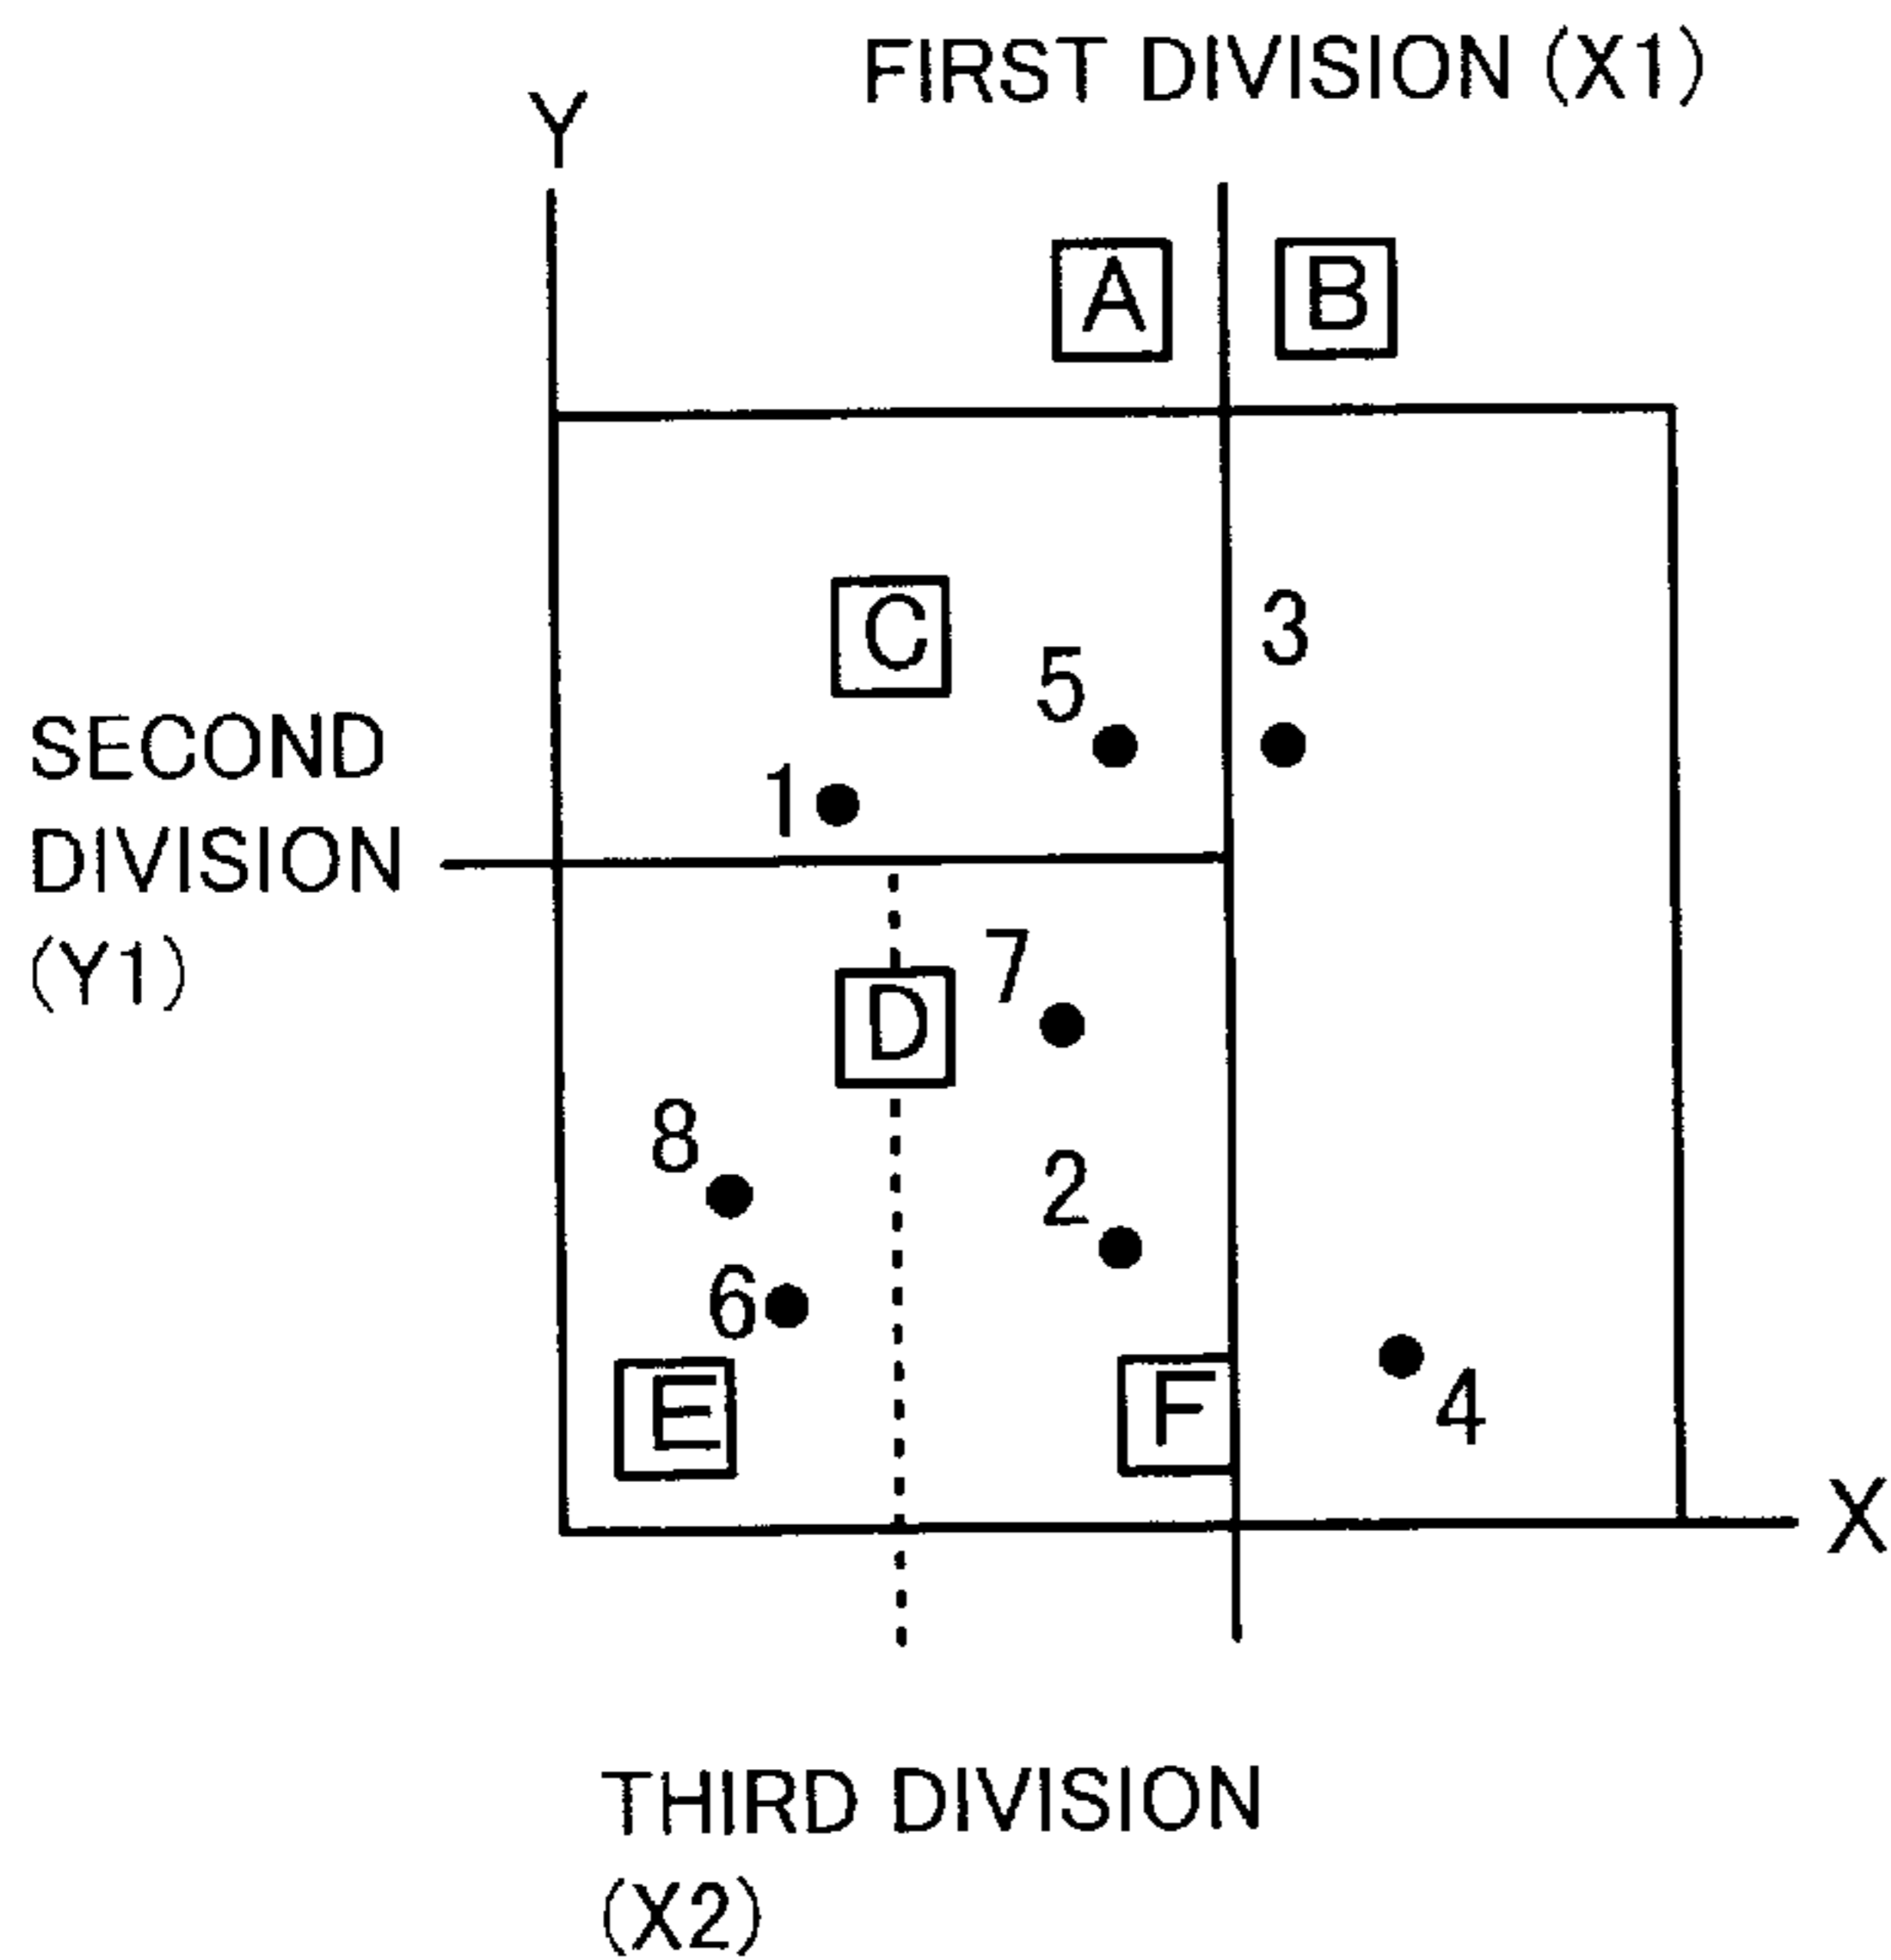 FIRST DIVISION (X1)
Y
A
B
C
5
3
SECOND
DIVISION
(Y1)
1
7
D
8
2
6
E
F
4
X
THIRD DIVISION
(X2)